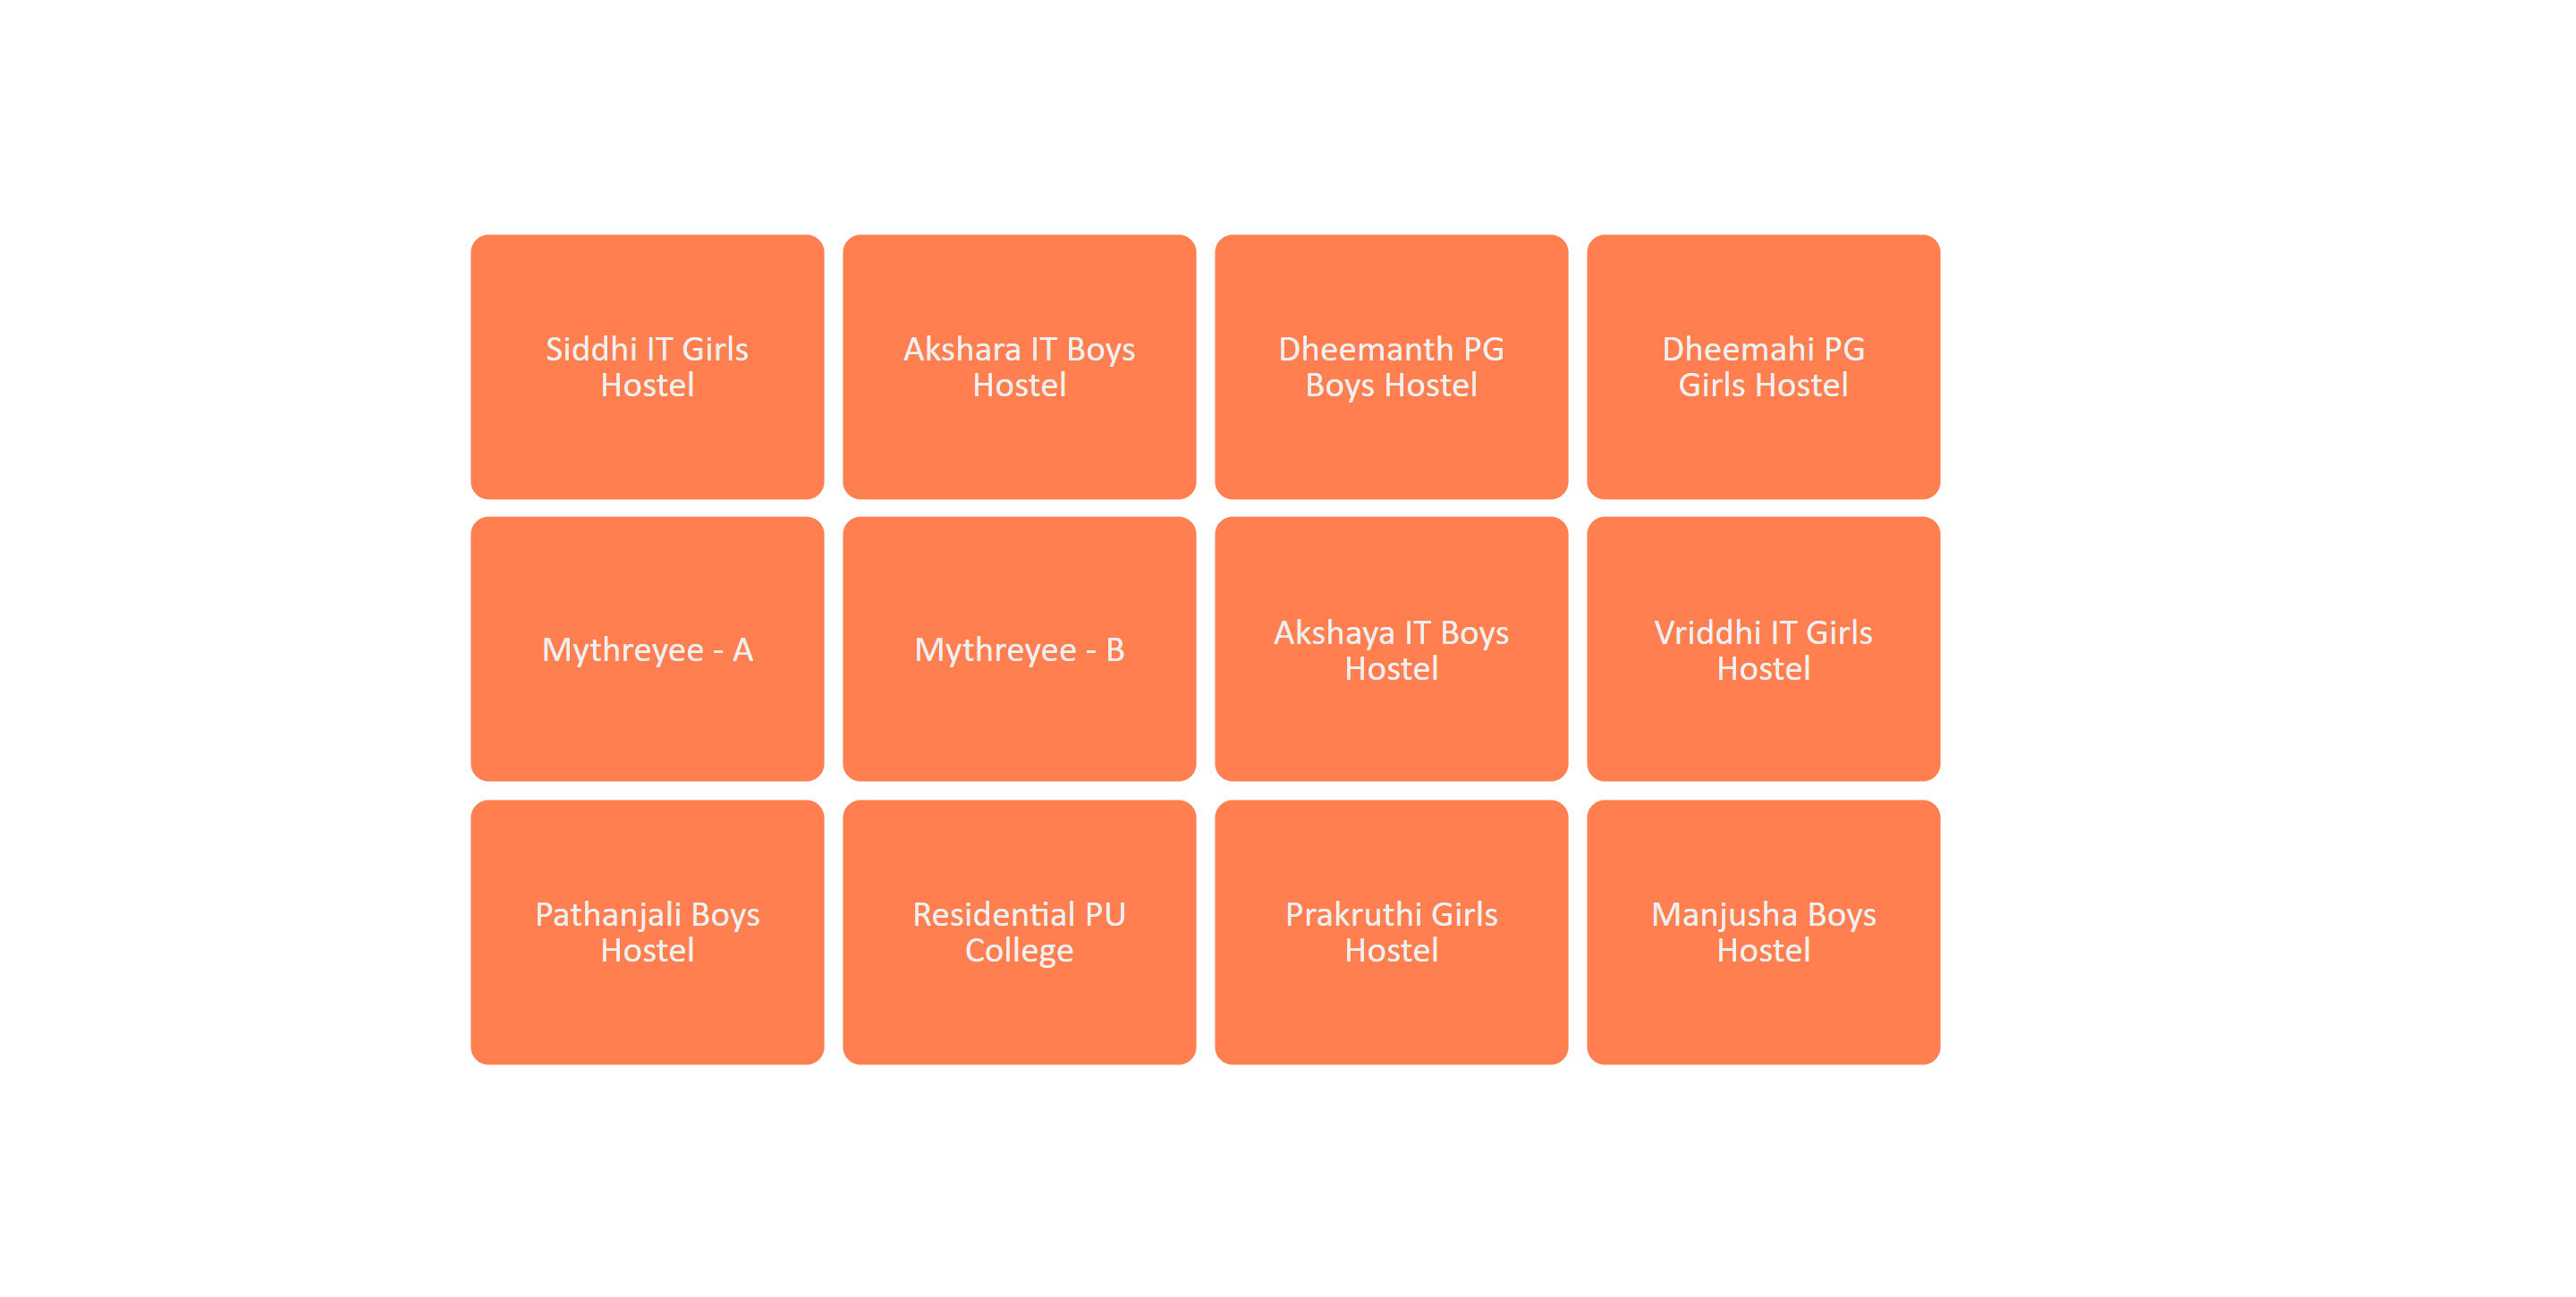 Siddhi IT Girls
Hostel
Akshara IT Boys
Hostel
Dheemanth PG
Boys Hostel
Dheemahi PG
Girls Hostel
Mythreyee - A
Mythreyee - B
Akshaya IT Boys
Hostel
Vriddhi IT Girls
Hostel
Pathanjali Boys
Hostel
Residential PU
College
Prakruthi Girls
Hostel
Manjusha Boys
Hostel